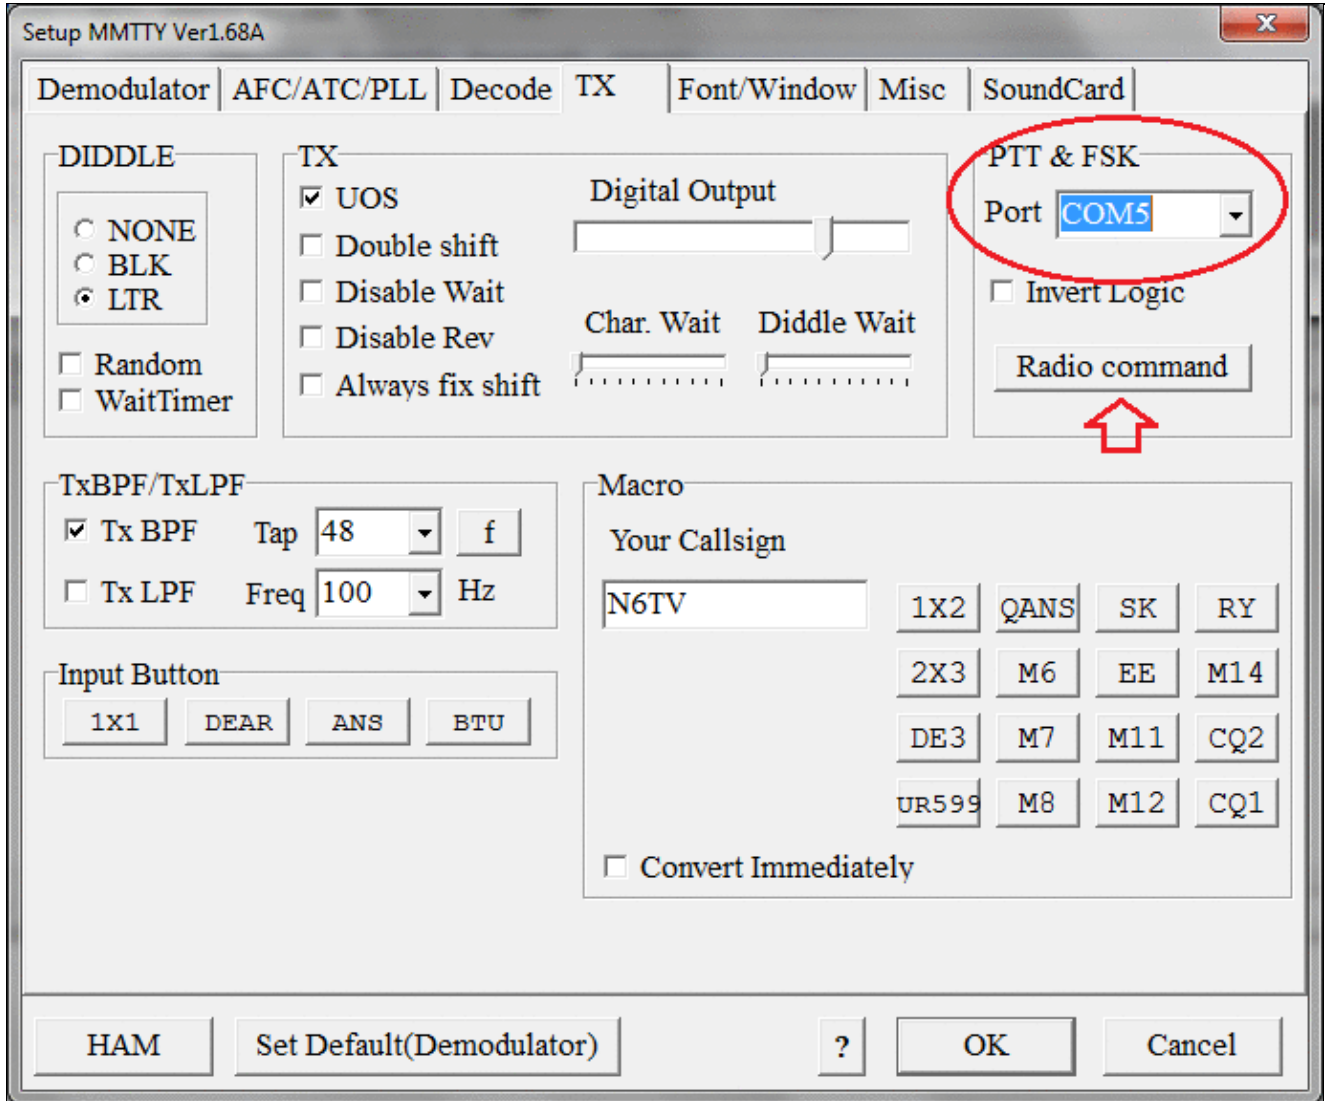 Setup MMTTY Ver1.68A
X
Demodulator AFC/ATC/PLL Decode TX Font/Window Misc SoundCard
DIDDLE
NONE
BLK
LTR
Random
WaitTimer
TX
UOS
Double shift
Disable Wait
Disable Rev
Always fix shift
Digital Output
Char. Wait Diddle Wait
PTT & FSK
Port COM5
Invert Logic
Radio command
TxBPF/TxLPF
Tx BPF Tap 48 f
Tx LPF Freq 100 Hz
Input Button
1X1 DEAR ANS BTU
Macro
Your Callsign
N6TV
1X2 QANS SK RY
2X3 M6 EE M14
DE3 M7 M11 CQ2
UR599 M8 M12 CQ1
Convert Immediately
HAM Set Default(Demodulator) ? OK Cancel